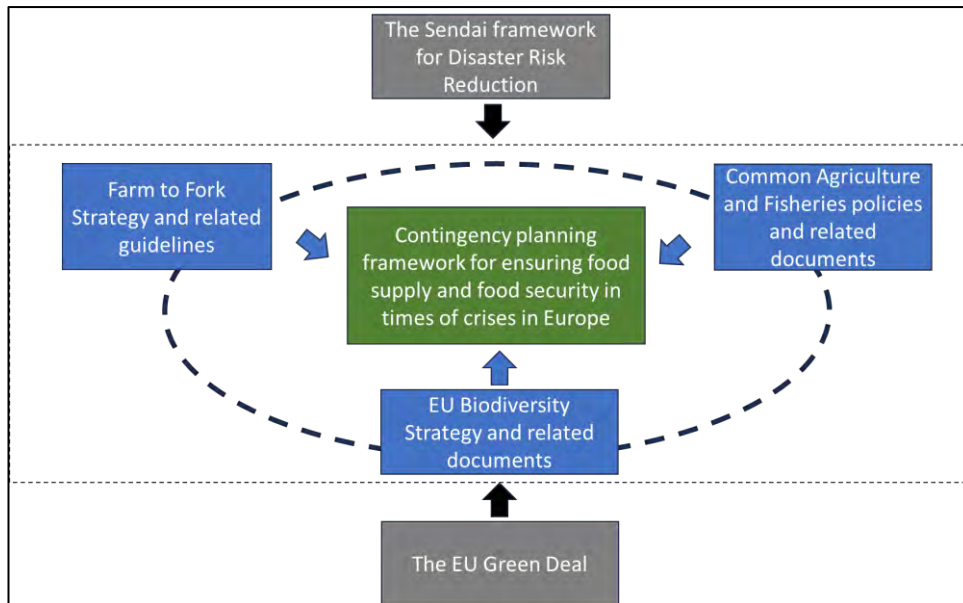 The Sendai framework
for Disaster Risk
Reduction
Farm to Fork
Strategy and related
guidelines
Common Agriculture
and Fisheries policies
and related
documents
Contingency planning
framework for ensuring food
supply and food security in
times of crises in Europe
EU Biodiversity
Strategy and related
documents
The EU Green Deal